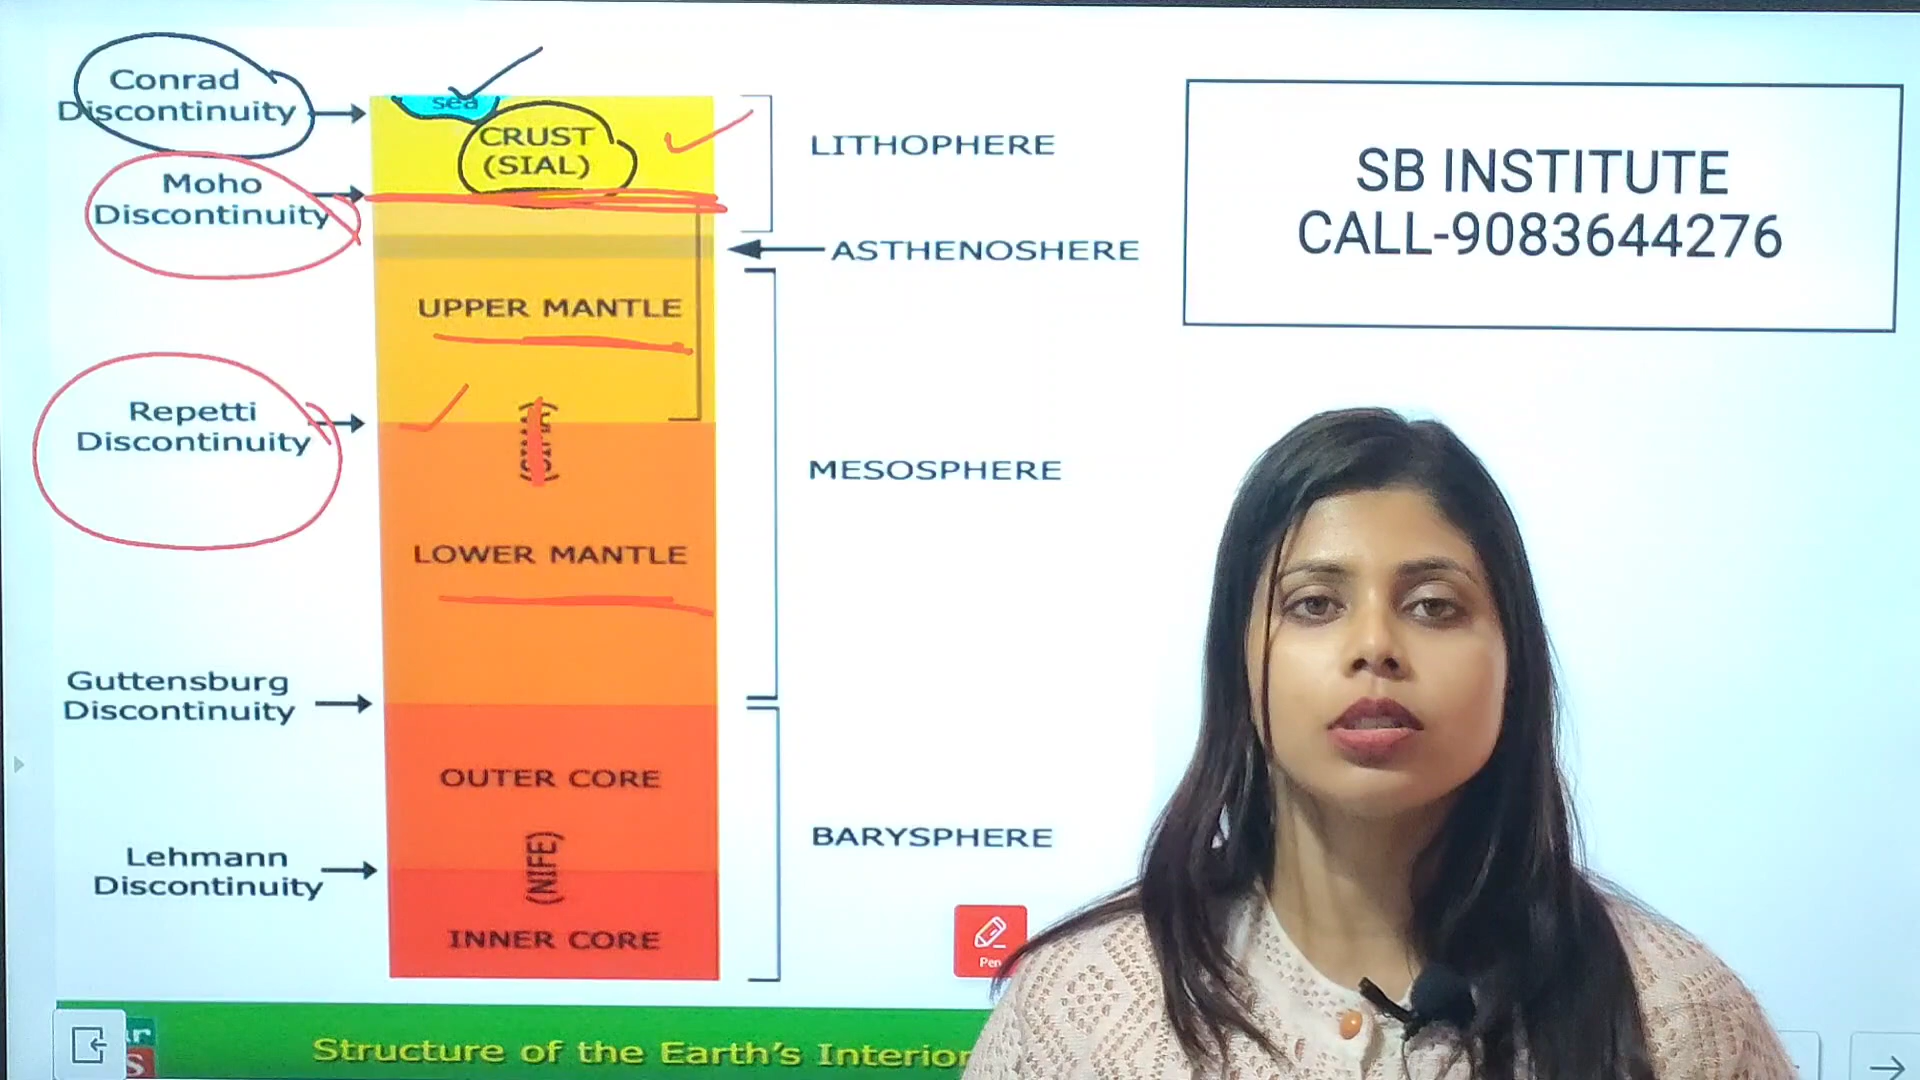 Conrad
Discontinuity
sea
CRUST
(SIAL)
LITHOPHERE
Moho
Discontinuity
ASTHENOSHERE
UPPER MANTLE
Repetti
Discontinuity
(SIMA)
MESOSPHERE
LOWER MANTLE
Guttensburg
Discontinuity
OUTER CORE
BARYSPHERE
Lehmann
Discontinuity
(NIFE)
INNER CORE
SB INSTITUTE
CALL-9083644276
Pen
Structure of the Earth's Interior